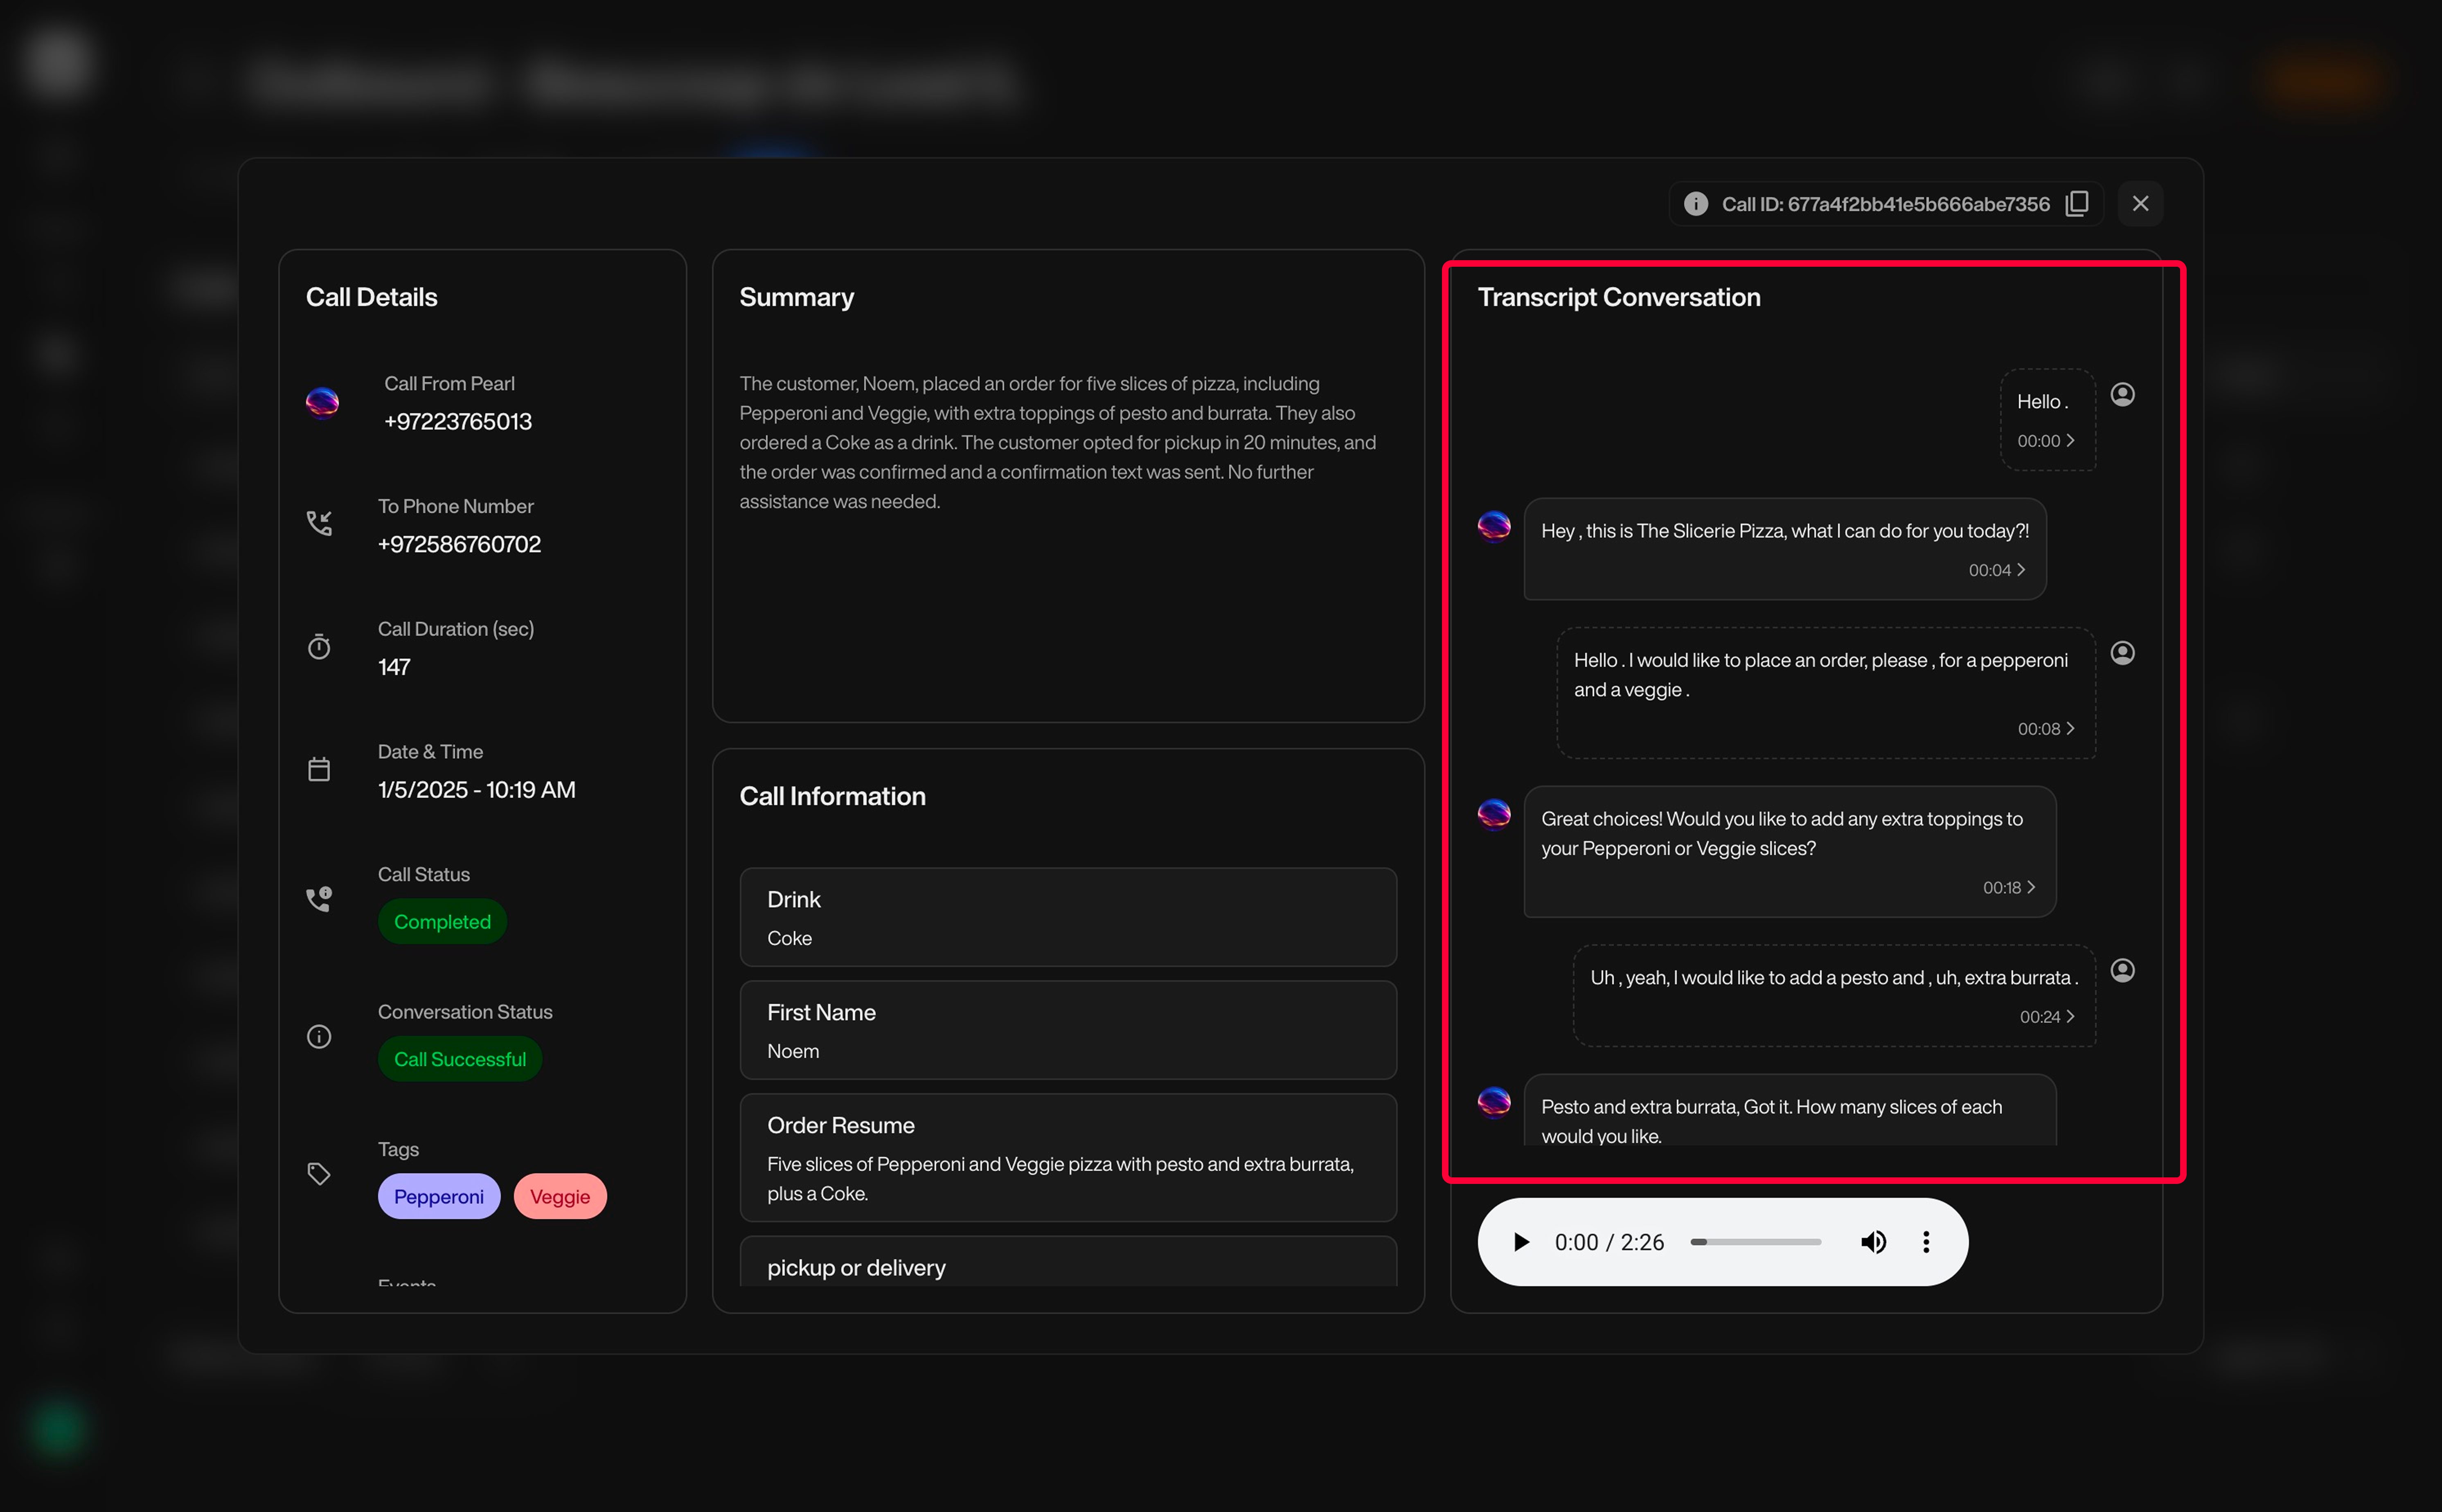 Call ID: 677a4f2bb41e5b666abe7356
Call Details
Call From Pearl
+97223765013
To Phone Number
+972586760702
Call Duration (sec)
147
Date & Time
1/5/2025 - 10:19 AM
Call Status
Completed
Conversation Status
Call Successful
Tags
Pepperoni
Veggie
Events
Summary
The customer, Noem, placed an order for five slices of pizza, including
Pepperoni and Veggie, with extra toppings of pesto and burrata. They also
ordered a Coke as a drink. The customer opted for pickup in 20 minutes, and
the order was confirmed and a confirmation text was sent. No further
assistance was needed.
Call Information
Drink
Coke
First Name
Noem
Order Resume
Five slices of Pepperoni and Veggie pizza with pesto and extra burrata,
plus a Coke.
pickup or delivery
Transcript Conversation
Hello .
00:00
Hey , this is The Slicerie Pizza, what I can do for you today?!
00:04
Hello . I would like to place an order, please , for a pepperoni
and a veggie .
00:08
Great choices! Would you like to add any extra toppings to
your Pepperoni or Veggie slices?
00:18
Uh , yeah, I would like to add a pesto and , uh, extra burrata .
00:24
Pesto and extra burrata, Got it. How many slices of each
would you like.
0:00 / 2:26